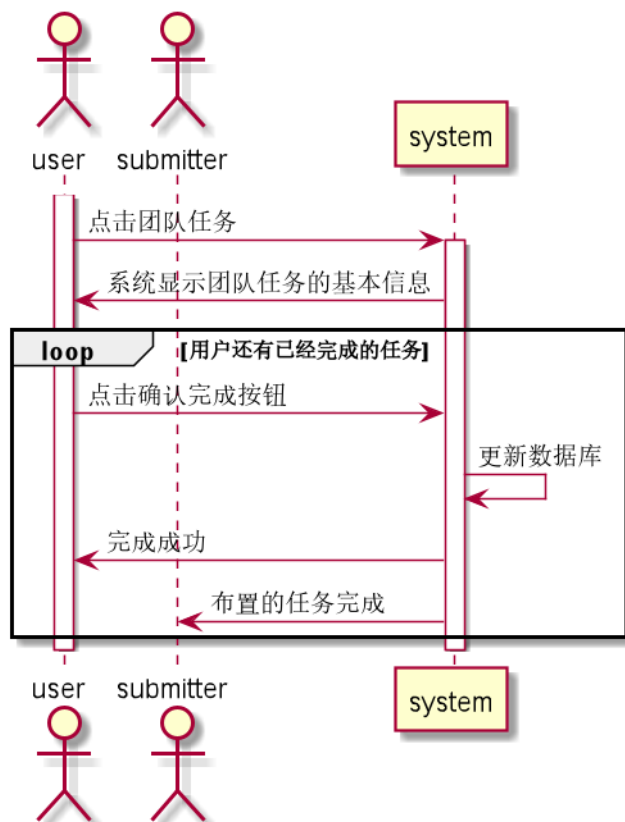 user
submitter
system
点击团队任务
系统显示团队任务的基本信息
loop
[用户还有已经完成的任务]
点击确认完成按钮
更新数据库
完成成功
布置的任务完成
user
submitter
system